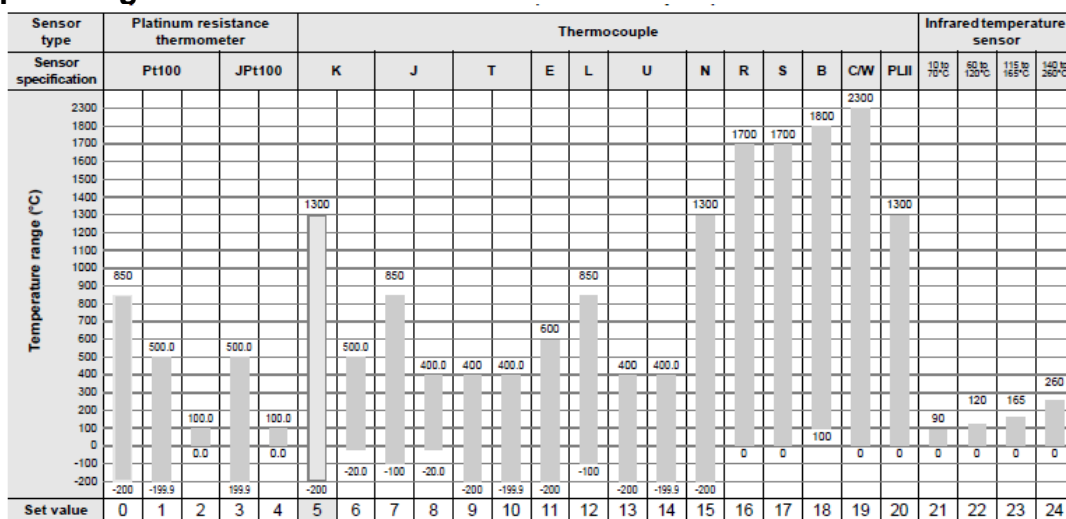 Sensor type Platinum resistance thermometer Thermocouple Infrared temperature sensor
Sensor specification Pt100 JPt100 K J T E L U N R S B C/W PLII 10 to 70°C 60 to 120°C 115 to 165°C 140 to 260°C
Temperature range (°C)
2300 2300
1800 1800
1700 1700 1700
1600
1500
1400 1300 1300 1300
1300
1200
1100
1000 850 850 850
900
800
700 600
600 500.0 500.0 500.0
500 400.0 400 400.0 400 400.0
400
300 260
200 100.0 100.0 120 165
100 100 90
0 0.0 0.0 0 0 0 0 0 0 0 0
-100 -20.0 -100 -20.0 -100
-200 -200 -199.9 199.9 -200 -200 -199.9 -200 -200 -199.9 -200
Set value 0 1 2 3 4 5 6 7 8 9 10 11 12 13 14 15 16 17 18 19 20 21 22 23 24